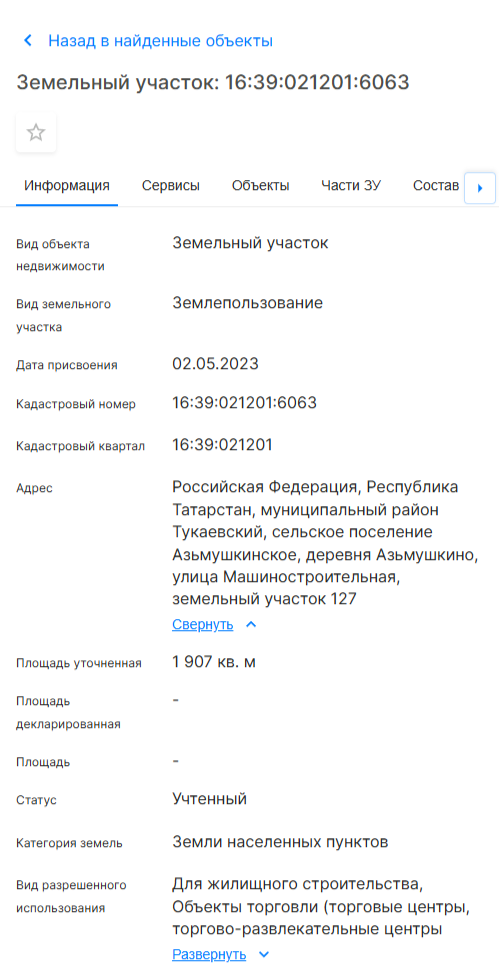 Назад в найденные объекты
Земельный участок: 16:39:021201:6063
Информация Сервисы Объекты Части ЗУ Состав
Вид объекта недвижимости Земельный участок
Вид земельного участка Землепользование
Дата присвоения 02.05.2023
Кадастровый номер 16:39:021201:6063
Кадастровый квартал 16:39:021201
Адрес Российская Федерация, Республика
Татарстан, муниципальный район
Тукаевский, сельское поселение
Азьмушкинское, деревня Азьмушкино,
улица Машиностроительная,
земельный участок 127
Свернуть
Площадь уточненная 1 907 кв. м
Площадь декларированная -
Площадь -
Статус Учтенный
Категория земель Земли населенных пунктов
Вид разрешенного использования Для жилищного строительства,
Объекты торговли (торговые центры,
торгово-развлекательные центры
Развернуть